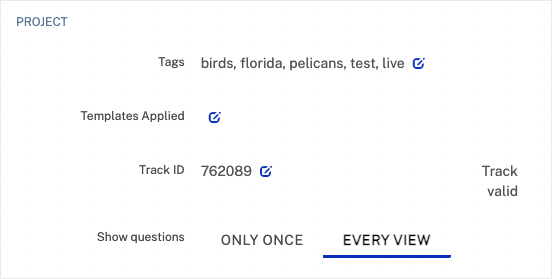 PROJECT
Tags birds, florida, pelicans, test, live
Templates Applied
Track ID 762089 Track
valid
Show questions ONLY ONCE EVERY VIEW